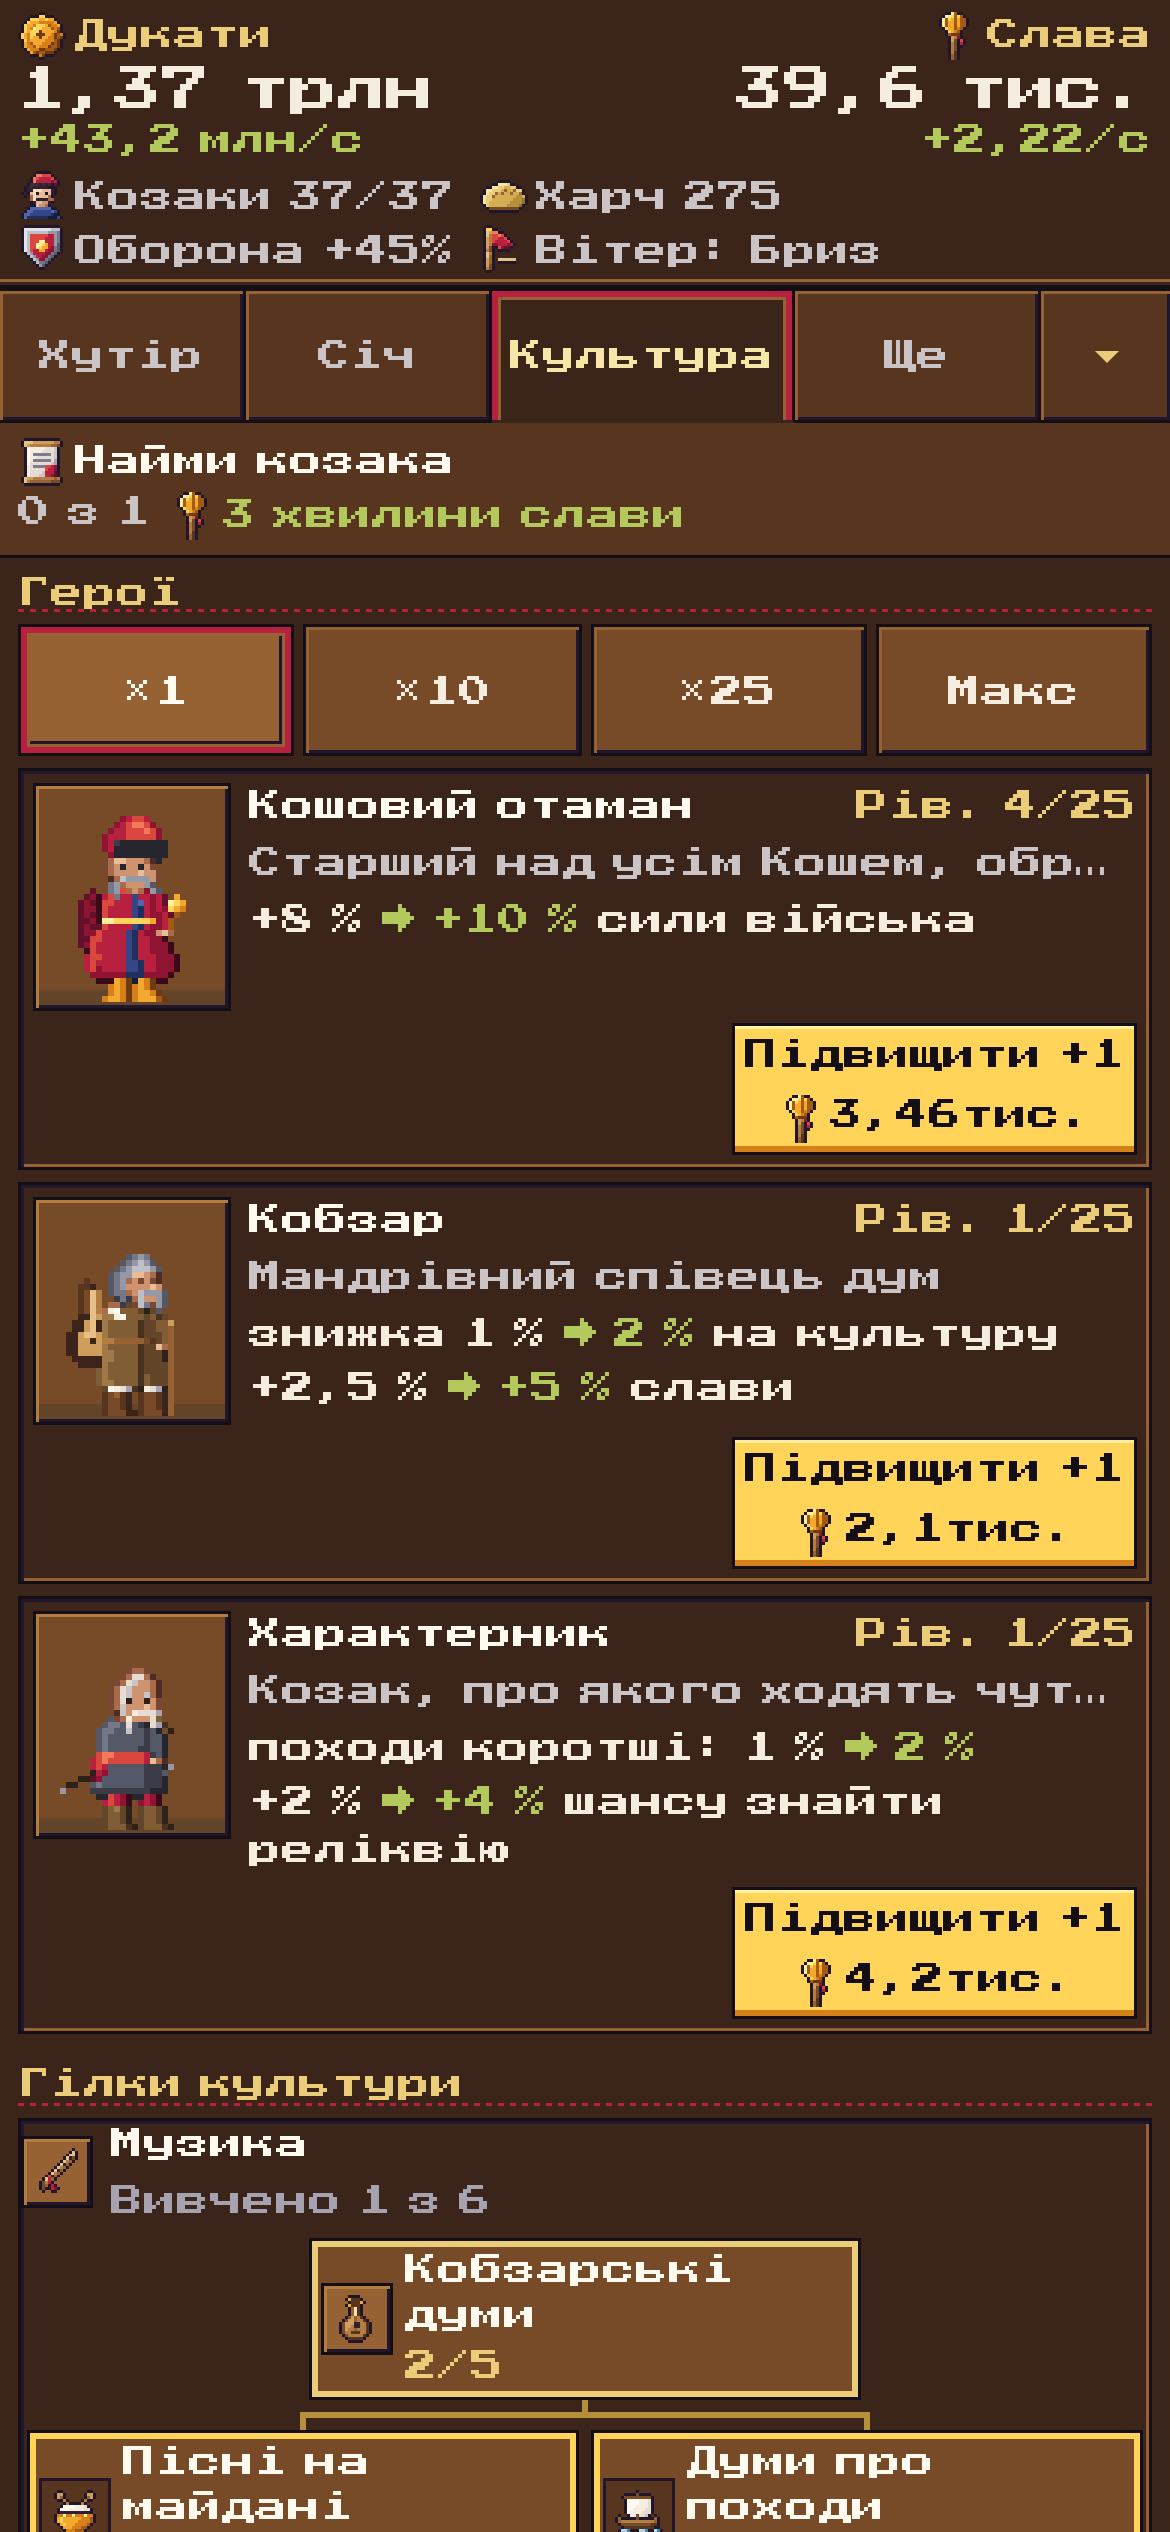 Дукати
Слава
1,37 трлн
39,6 тис.
+43,2 млн/с
+2,22/с
Козаки 37/37 Харч 275
Оборона +45% Вітер: Бриз
Хутір Січ Культура Ще
Найми козака
0 з 1 3 хвилини слави
Герої
×1 ×10 ×25 Макс
Кошовий отаман Рів. 4/25
Старший над усім Кошем, обр...
+8 % → +10 % сили війська
Підвищити +1
3,46тис.
Кобзар Рів. 1/25
Мандрівний співець дум
знижка 1 % → 2 % на культуру
+2,5 % → +5 % слави
Підвищити +1
2,1тис.
Характерник Рів. 1/25
Козак, про якого ходять чут...
походи коротші: 1 % → 2 %
+2 % → +4 % шансу знайти
реліквію
Підвищити +1
4,2тис.
Гілки культури
Музика
Вивчено 1 з 6
Кобзарські
думи
2/5
Пісні на
майдані
Думи про
походи